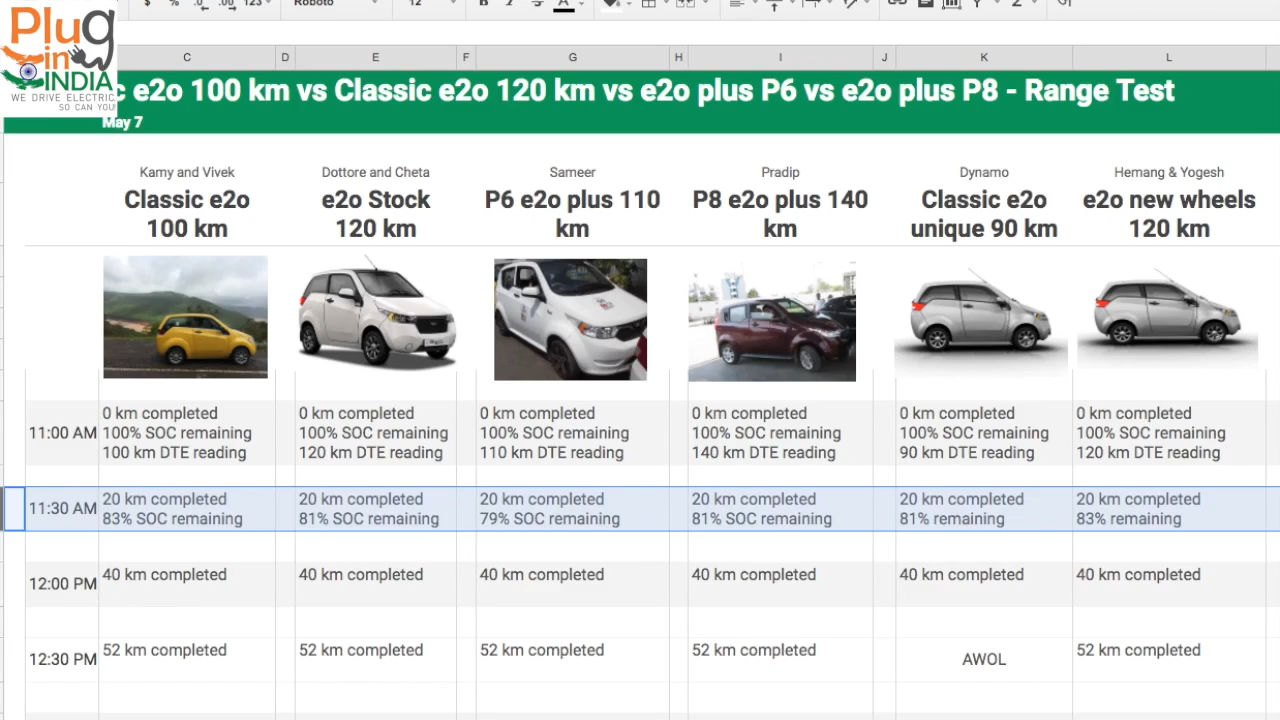 $ % .0 .00 123 Roboto 12 B I S A
Plug
in
INDIA
WE DRIVE ELECTRIC
SO CAN YOU
C D E F G H I J K L
c e2o 100 km vs Classic e2o 120 km vs e2o plus P6 vs e2o plus P8 - Range Test
May 7
Kamy and Vivek Dottore and Cheta Sameer Pradip Dynamo Hemang & Yogesh
Classic e2o e2o Stock P6 e2o plus 110 P8 e2o plus 140 Classic e2o e2o new wheels
100 km 120 km km km unique 90 km 120 km
0 km completed 0 km completed 0 km completed 0 km completed 0 km completed 0 km completed
11:00 AM 100% SOC remaining 100% SOC remaining 100% SOC remaining 100% SOC remaining 100% SOC remaining 100% SOC remaining
100 km DTE reading 120 km DTE reading 110 km DTE reading 140 km DTE reading 90 km DTE reading 120 km DTE reading
20 km completed 20 km completed 20 km completed 20 km completed 20 km completed 20 km completed
11:30 AM 83% SOC remaining 81% SOC remaining 79% SOC remaining 81% SOC remaining 81% remaining 83% remaining
12:00 PM 40 km completed 40 km completed 40 km completed 40 km completed 40 km completed 40 km completed
12:30 PM 52 km completed 52 km completed 52 km completed 52 km completed AWOL 52 km completed